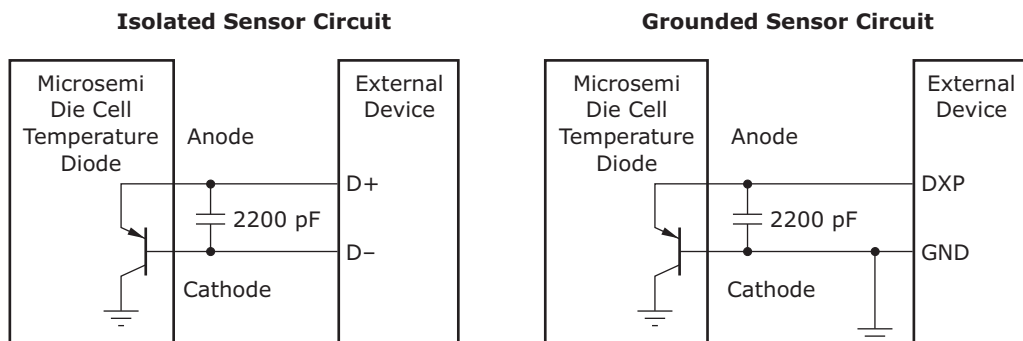 Isolated Sensor Circuit
Microsemi
Die Cell
Temperature
Diode
Anode
External
Device
D+
2200 pF
D–
Cathode
Grounded Sensor Circuit
Microsemi
Die Cell
Temperature
Diode
Anode
External
Device
DXP
2200 pF
GND
Cathode